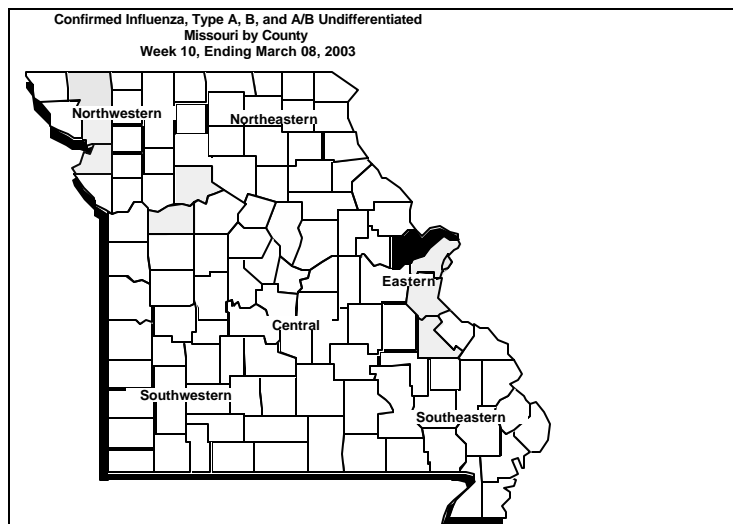 Confirmed Influenza, Type A, B, and A/B Undifferentiated
Missouri by County
Week 10, Ending March 08, 2003
Northwestern
Northeastern
Eastern
Central
Southwestern
Southeastern